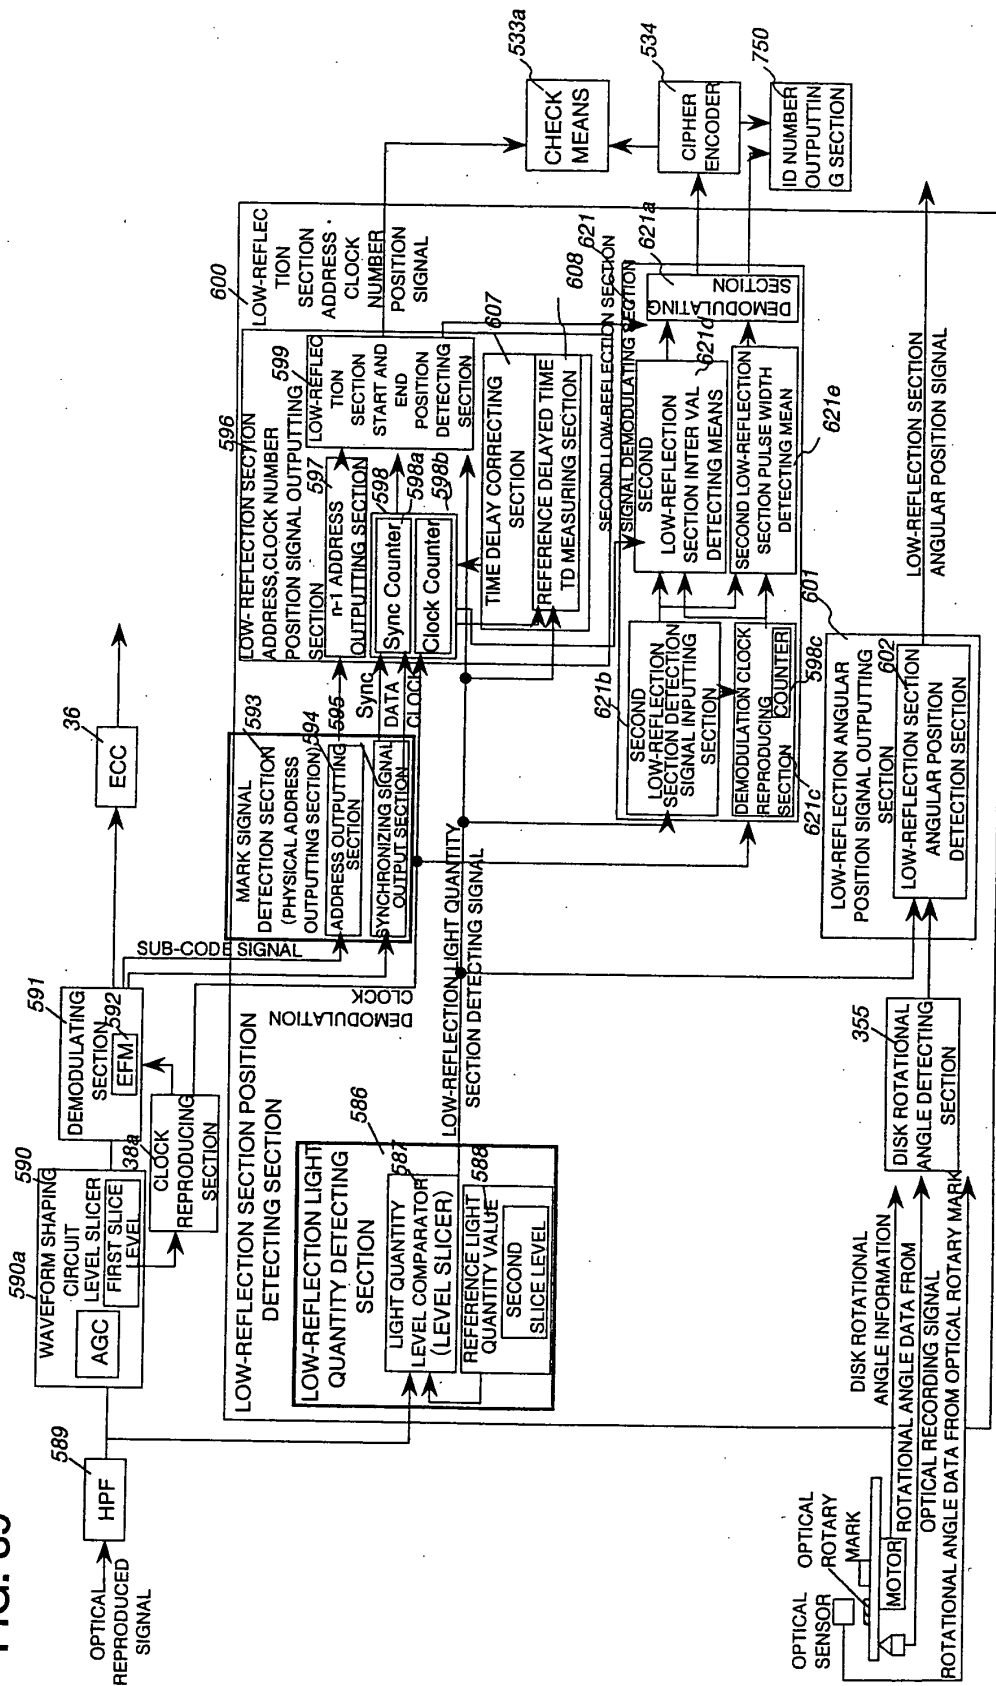 OPTICAL
REPRODUCED
SIGNAL
HPF
589
590a
590
WAVEFORM SHAPING
CIRCUIT
LEVEL SLICER
FIRST SLICE
LEVEL
AGC
38a
CLOCK
REPRODUCING
SECTION
591
DEMODULATING
SECTION
592
EFM
36
ECC
SUB-CODE SIGNAL
DEMODULATION
CLOCK
LOW-REFLECTION SECTION POSITION
DETECTING SECTION
586
LOW-REFLECTION LIGHT
QUANTITY DETECTING
SECTION
587
LIGHT QUANTITY
LEVEL COMPARATOR
(LEVEL SLICER)
588
REFERENCE LIGHT
QUANTITY VALUE
SECOND
SLICE LEVEL
LOW-REFLECTION LIGHT QUANTITY
SECTION DETECTING SIGNAL
593
MARK SIGNAL
DETECTION SECTION
(PHYSICAL ADDRESS
OUTPUTTING SECTION)
594
ADDRESS OUTPUTTING
SECTION
595
SYNCHRONIZING SIGNAL
OUTPUT SECTION
Sync
DATA
CLOCK
596
LOW- REFLECTION SECTION
ADDRESS,CLOCK NUMBER
POSITION SIGNAL OUTPUTTING
SECTION
597
n-1 ADDRESS
OUTPUTTING SECTION
598
598a
Sync Counter
598b
Clock Counter
599
LOW-REFLEC
TION
SECTION
START AND
END
POSITION
DETECTING
SECTION
600
LOW-REFLEC
TION
SECTION
ADDRESS
CLOCK
NUMBER
POSITION
SIGNAL
607
TIME DELAY CORRECTING
SECTION
608
REFERENCE DELAYED TIME
TD MEASURING SECTION
621
SECOND LOW-REFLECTION SECTION
SIGNAL DEMODULATING SECTION
621a
DEMODULATING
SECTION
621b
SECOND
LOW-REFLECTION
SECTION DETECTION
SIGNAL INPUTTING
SECTION
621c
DEMODULATION CLOCK
REPRODUCING
SECTION
COUNTER
598c
621d
SECOND
LOW-REFLECTION
SECTION INTER VAL
DETECTING MEANS
621e
SECOND LOW-REFLECTION
SECTION PULSE WIDTH
DETECTING MEAN
533a
CHECK
MEANS
534
CIPHER
ENCODER
750
ID NUMBER
OUTPUTTIN
G SECTION
601
LOW-REFLECTION ANGULAR
POSITION SIGNAL OUTPUTTING
SECTION
602
LOW-REFLECTION SECTION
ANGULAR POSITION
DETECTION SECTION
LOW-REFLECTION SECTION
ANGULAR POSITION SIGNAL
355
DISK ROTATIONAL
ANGLE DETECTING
SECTION
DISK ROTATIONAL
ANGLE INFORMATION
ROTATIONAL ANGLE DATA FROM
OPTICAL RECORDING SIGNAL
ROTATIONAL ANGLE DATA FROM OPTICAL ROTARY MARK
OPTICAL
SENSOR
OPTICAL
ROTARY
MARK
MOTOR